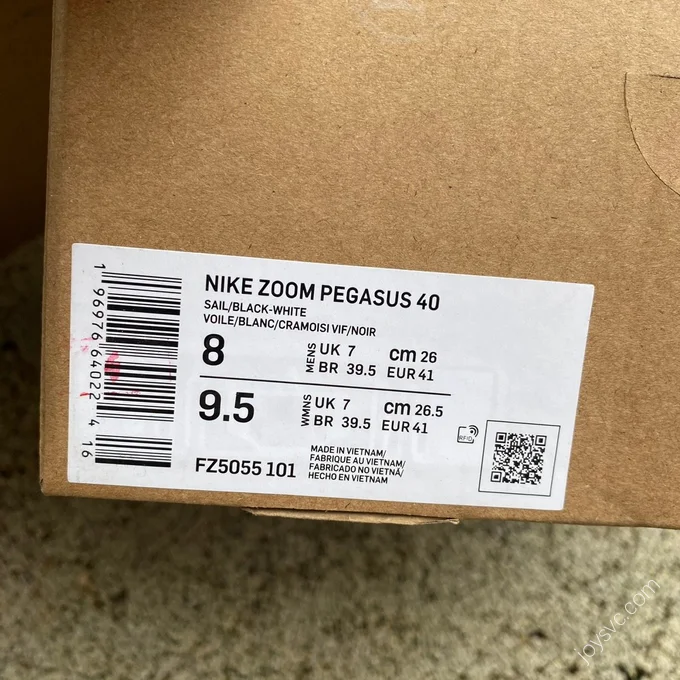 NIKE ZOOM PEGASUS 40
SAIL/BLACK-WHITE
VOILE/BLANC/CRAMOISI VIF/NOIR
8 MENS UK 7 cm 26
BR 39.5 EUR 41
9.5 WMNS UK 7 cm 26.5
BR 39.5 EUR 41
FZ5055 101
MADE IN VIETNAM/
FABRIQUE AU VIETNAM/
FABRICADO NO VIETNÃ/
HECHO EN VIETNAM
RFID
1 96976 64022 4 16
joysvc.com